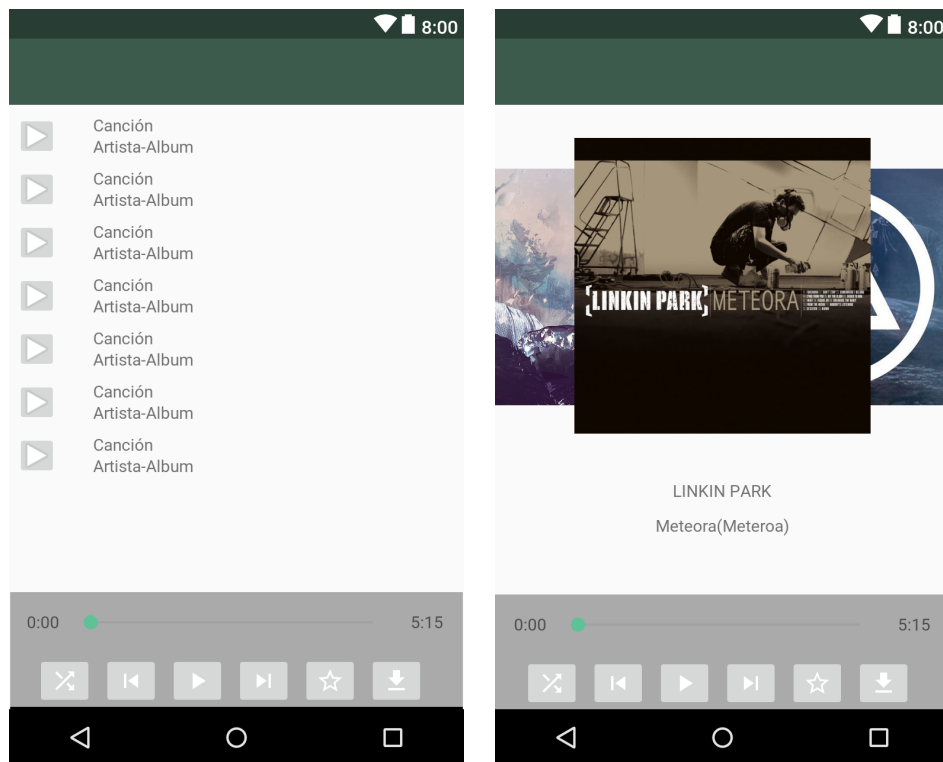 8:00
Canción
Artista-Album
Canción
Artista-Album
Canción
Artista-Album
Canción
Artista-Album
Canción
Artista-Album
Canción
Artista-Album
Canción
Artista-Album
0:00
5:15
8:00
[LINKIN PARK] METEORA
LINKIN PARK
Meteora(Meteroa)
0:00
5:15